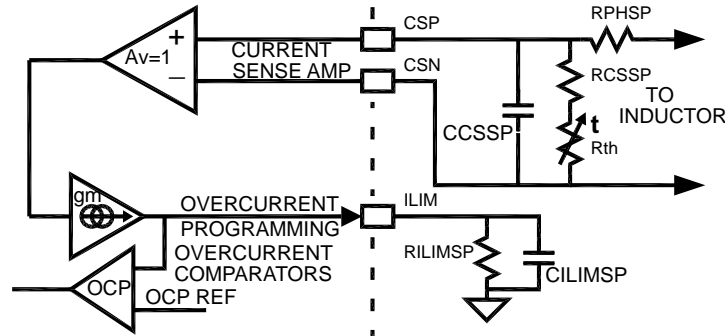 CSP
RPHSP
Av=1
+
–
CURRENT
SENSE AMP
CSN
RCSSP
TO
INDUCTOR
CCSSP
t
Rth
gm
OVERCURRENT
PROGRAMMING
ILIM
OVERCURRENT
COMPARATORS
RILIMSP
CILIMSP
OCP
OCP REF